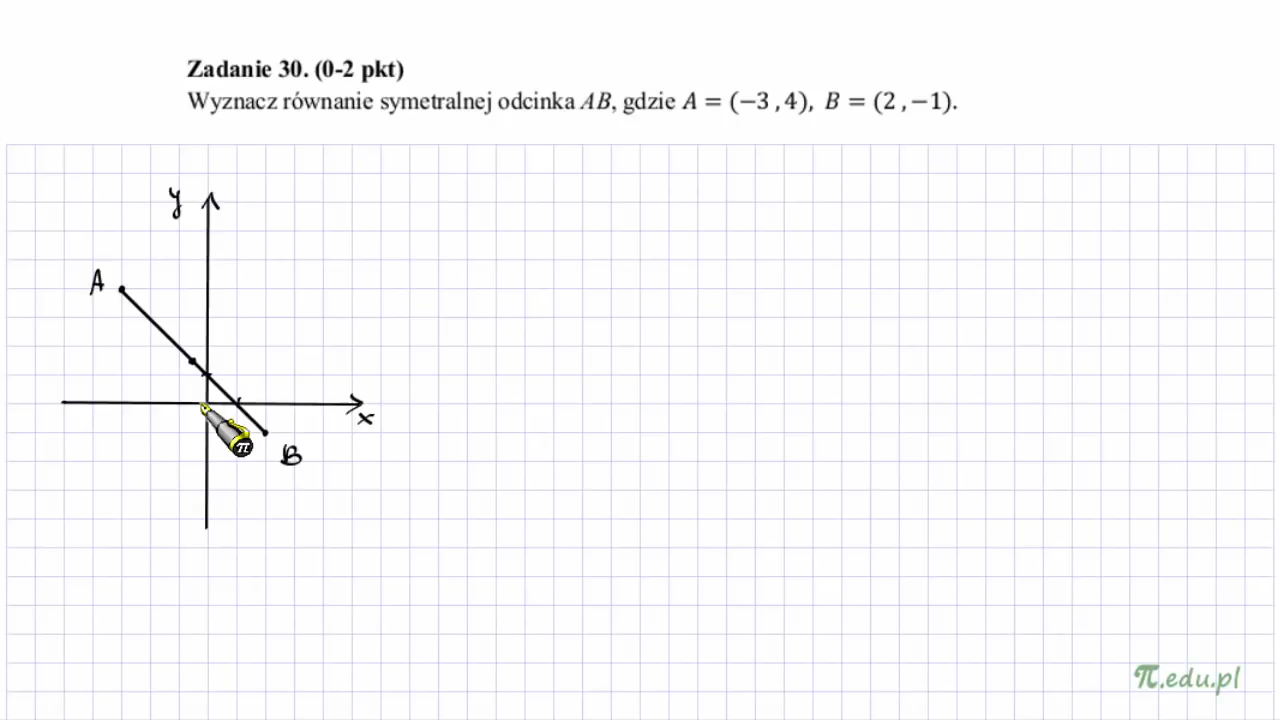 Zadanie 30. (0-2 pkt)
Wyznacz równanie symetralnej odcinka AB, gdzie A = (−3 , 4),  B = (2 , −1).
y
A
x
B
π
π.edu.pl